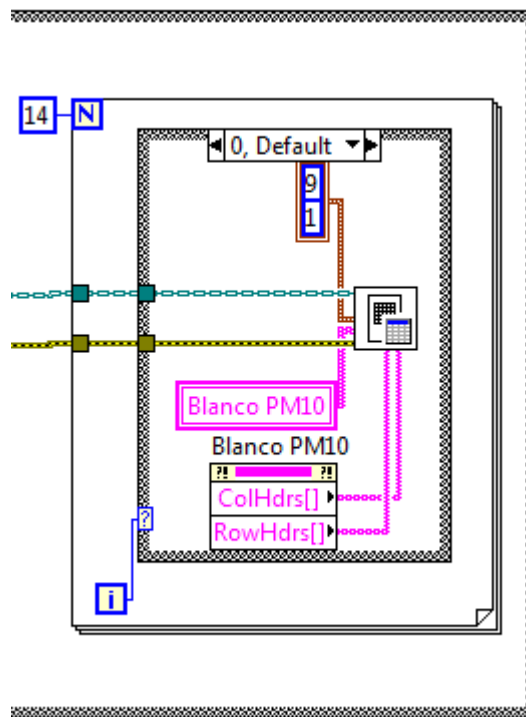 14
N
0, Default
9
1
Blanco PM10
Blanco PM10
?! ?!
ColHdrs[]
RowHdrs[]
?
i